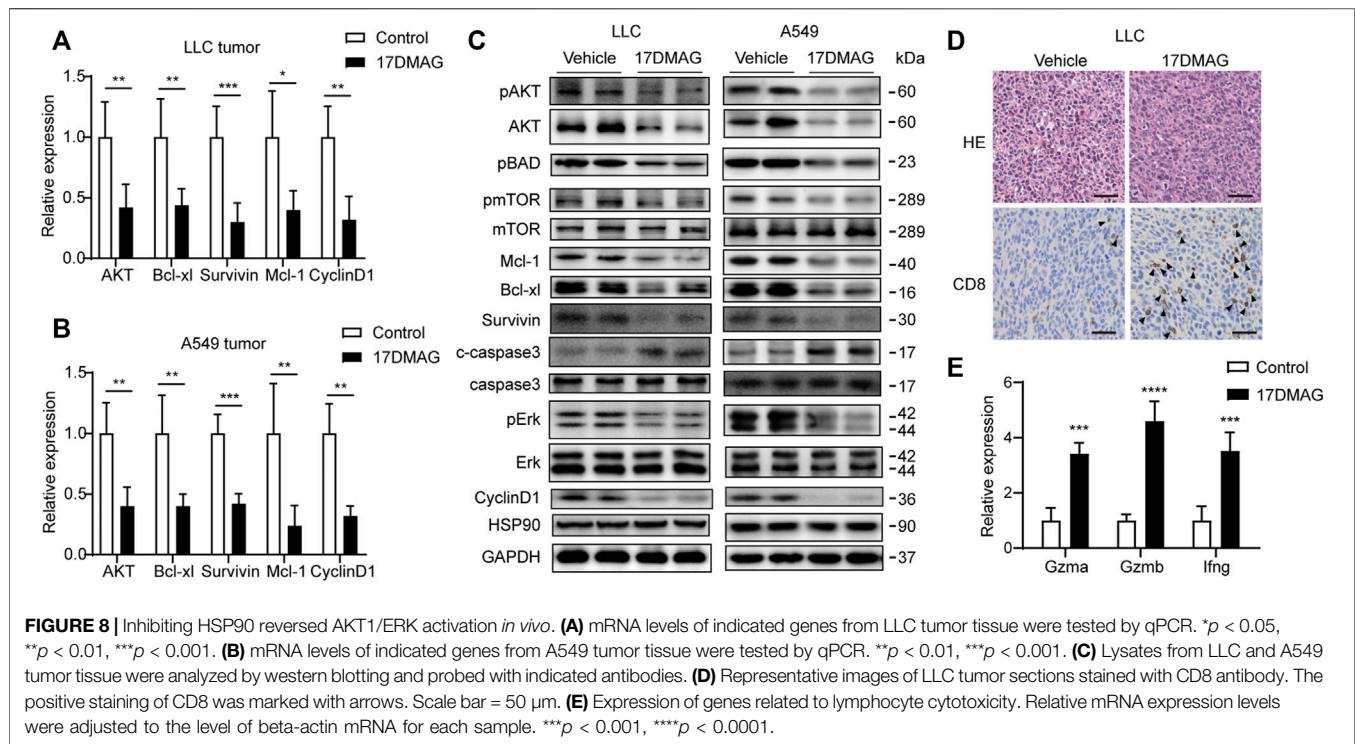 A
LLC tumor
Control
17DMAG
Relative expression
1.5
1.0
0.5
0.0
** ** *** * **
AKT Bcl-xl Survivin Mcl-1 CyclinD1
B
A549 tumor
Control
17DMAG
Relative expression
1.5
1.0
0.5
0.0
** ** *** ** **
AKT Bcl-xl Survivin Mcl-1 CyclinD1
C
LLC A549
Vehicle 17DMAG Vehicle 17DMAG kDa
pAKT -60
AKT -60
pBAD -23
pmTOR -289
mTOR -289
Mcl-1 -40
Bcl-xl -16
Survivin -30
c-caspase3 -17
caspase3 -17
pErk -42
-44
Erk -42
-44
CyclinD1 -36
HSP90 -90
GAPDH -37
D
LLC
Vehicle 17DMAG
HE
CD8
E
Control
17DMAG
Relative expression
6
4
2
0
*** **** ***
Gzma Gzmb Ifng
FIGURE 8 | Inhibiting HSP90 reversed AKT1/ERK activation in vivo. (A) mRNA levels of indicated genes from LLC tumor tissue were tested by qPCR. *p < 0.05,
**p < 0.01, ***p < 0.001. (B) mRNA levels of indicated genes from A549 tumor tissue were tested by qPCR. **p < 0.01, ***p < 0.001. (C) Lysates from LLC and A549
tumor tissue were analyzed by western blotting and probed with indicated antibodies. (D) Representative images of LLC tumor sections stained with CD8 antibody. The
positive staining of CD8 was marked with arrows. Scale bar = 50 μm. (E) Expression of genes related to lymphocyte cytotoxicity. Relative mRNA expression levels
were adjusted to the level of beta-actin mRNA for each sample. ***p < 0.001, ****p < 0.0001.